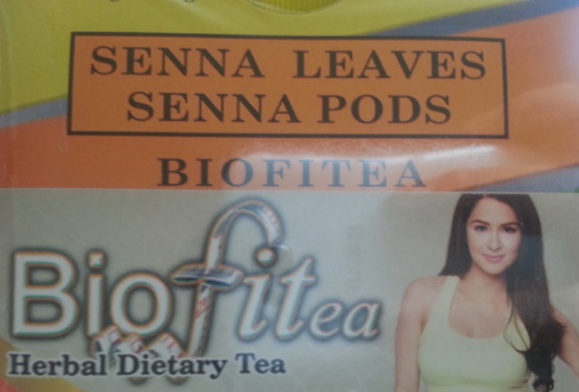 SENNA LEAVES
SENNA PODS
BIOFITEA
Biofitea
Herbal Dietary Tea